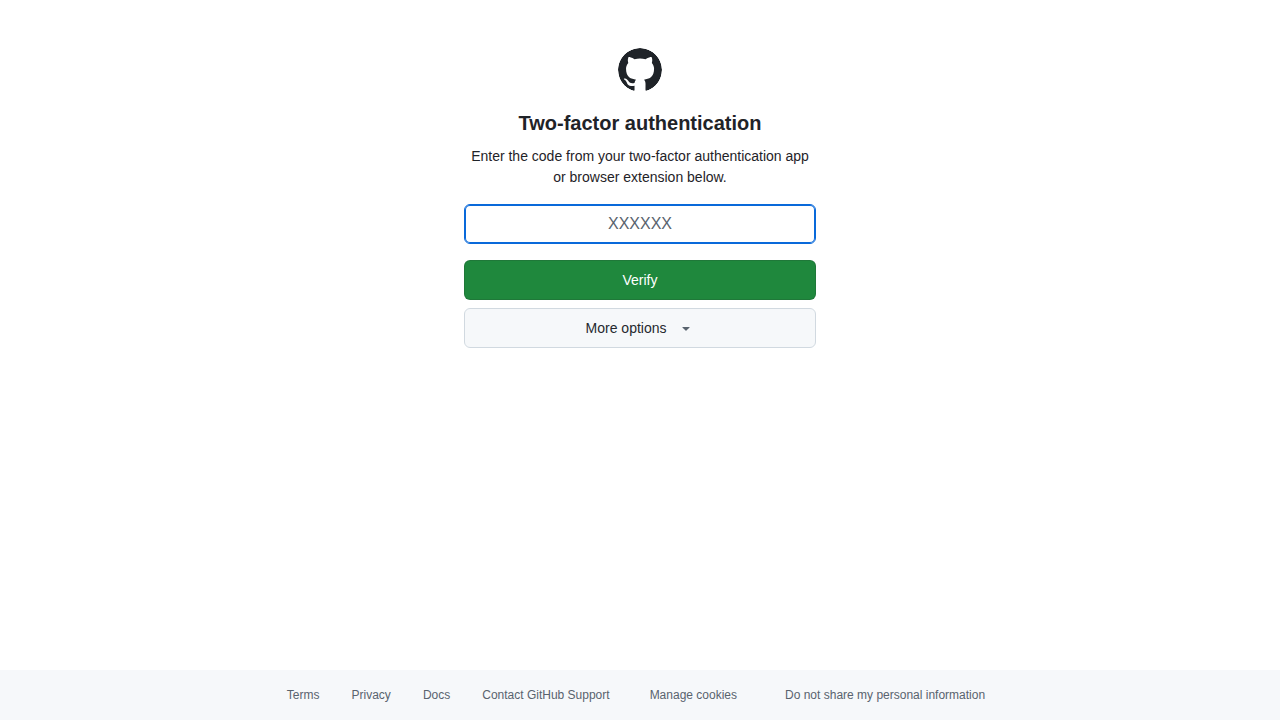 Two-factor authentication
Enter the code from your two-factor authentication app
or browser extension below.
XXXXXX
Verify
More options
Terms Privacy Docs Contact GitHub Support Manage cookies Do not share my personal information